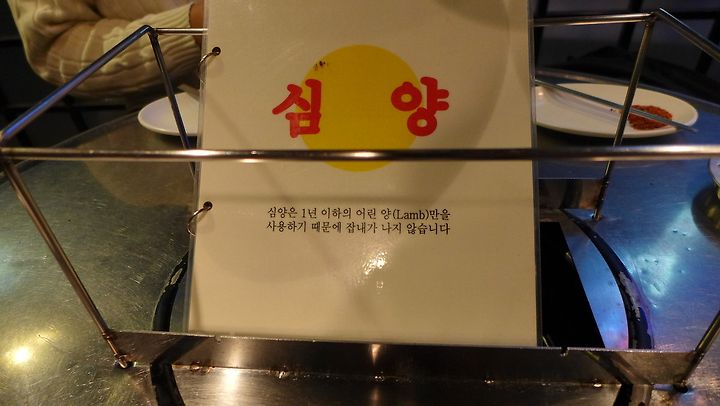 심양
심양은 1년 이하의 어린 양(Lamb)만을
사용하기 때문에 잡내가 나지 않습니다